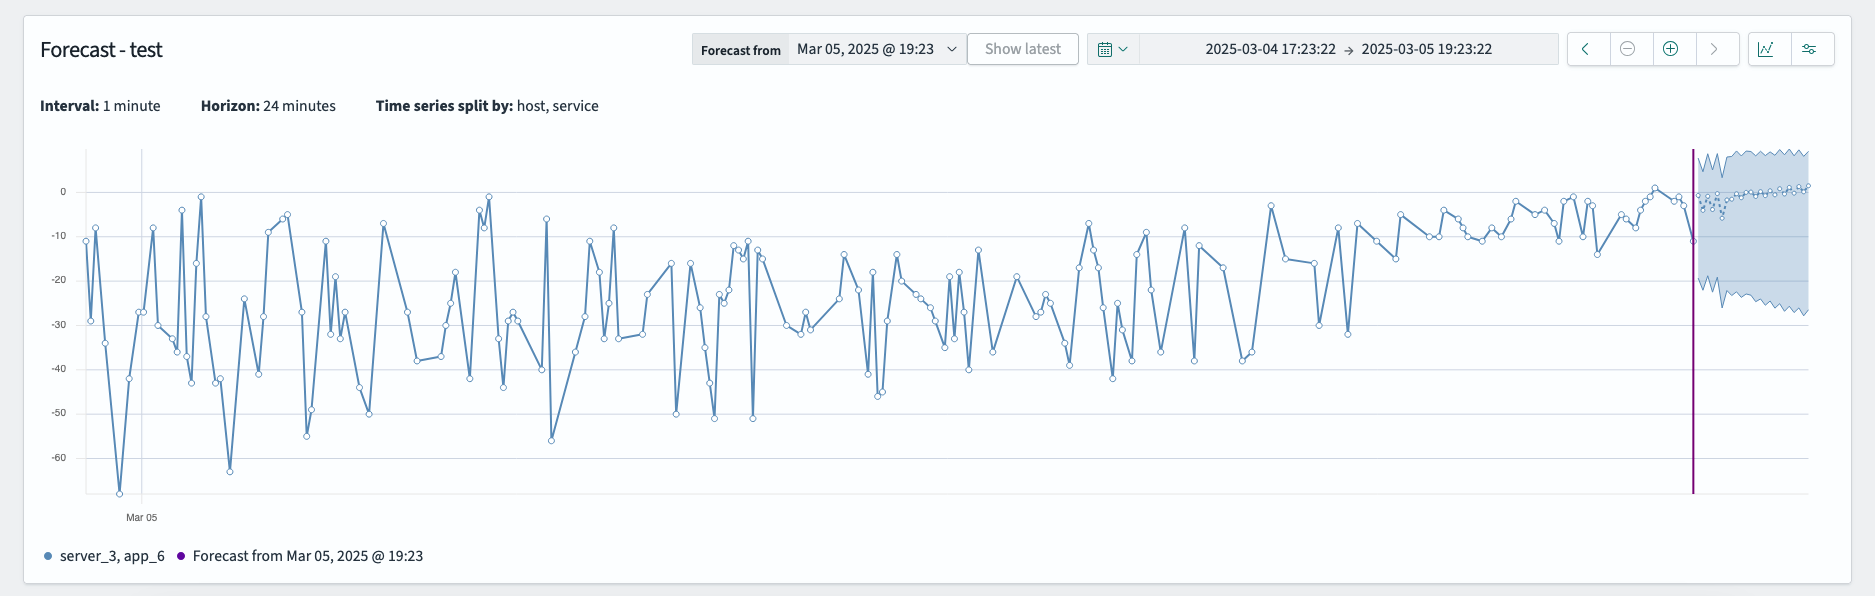 Forecast - test
Forecast from Mar 05, 2025 @ 19:23 Show latest 2025-03-04 17:23:22 → 2025-03-05 19:23:22
Interval: 1 minute Horizon: 24 minutes Time series split by: host, service
0
-10
-20
-30
-40
-50
-60
Mar 05
server_3, app_6 Forecast from Mar 05, 2025 @ 19:23